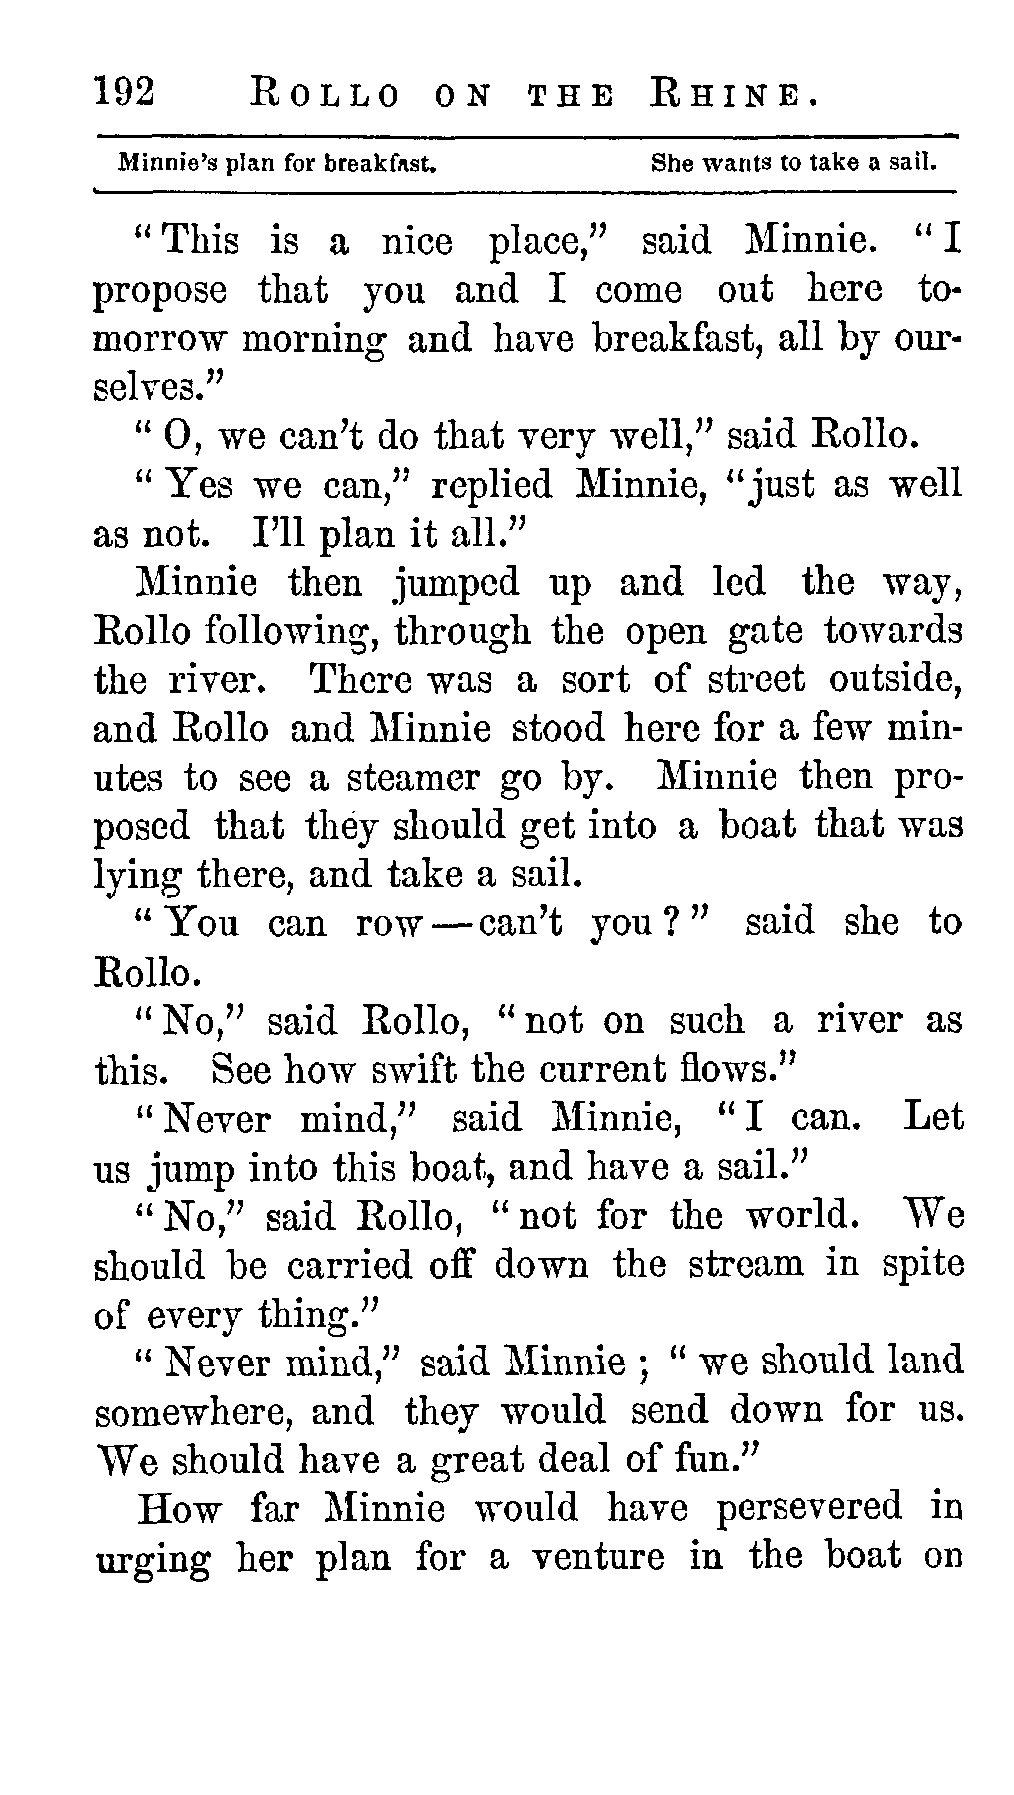 192 ROLLO ON THE RHINE.
Minnie's plan for breakfast. She wants to take a sail.
"This is a nice place," said Minnie. "I
propose that you and I come out here to-
morrow morning and have breakfast, all by our-
selves."
"O, we can't do that very well," said Rollo.
"Yes we can," replied Minnie, "just as well
as not. I'll plan it all."
Minnie then jumped up and led the way,
Rollo following, through the open gate towards
the river. There was a sort of street outside,
and Rollo and Minnie stood here for a few min-
utes to see a steamer go by. Minnie then pro-
posed that they should get into a boat that was
lying there, and take a sail.
"You can row—can't you?" said she to
Rollo.
"No," said Rollo, "not on such a river as
this. See how swift the current flows."
"Never mind," said Minnie, "I can. Let
us jump into this boat, and have a sail."
"No," said Rollo, "not for the world. We
should be carried off down the stream in spite
of every thing."
"Never mind," said Minnie; "we should land
somewhere, and they would send down for us.
We should have a great deal of fun."
How far Minnie would have persevered in
urging her plan for a venture in the boat on